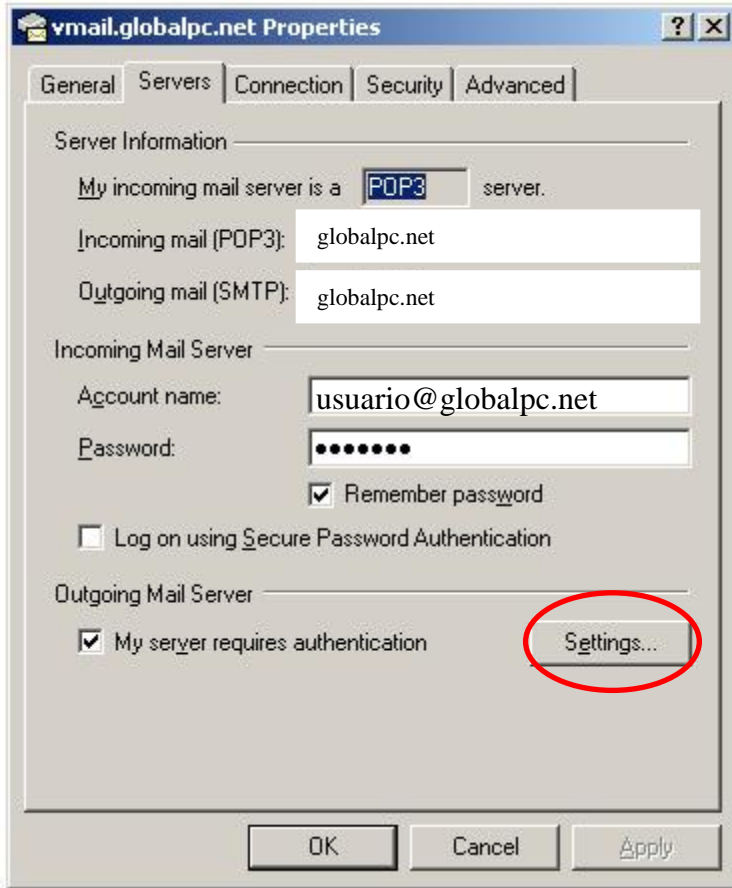 vmail.globalpc.net Properties
General Servers Connection Security Advanced
Server Information
My incoming mail server is a POP3 server.
Incoming mail (POP3): globalpc.net
Outgoing mail (SMTP): globalpc.net
Incoming Mail Server
Account name: usuario@globalpc.net
Password: •••••••
Remember password
Log on using Secure Password Authentication
Outgoing Mail Server
My server requires authentication Settings...
OK Cancel Apply